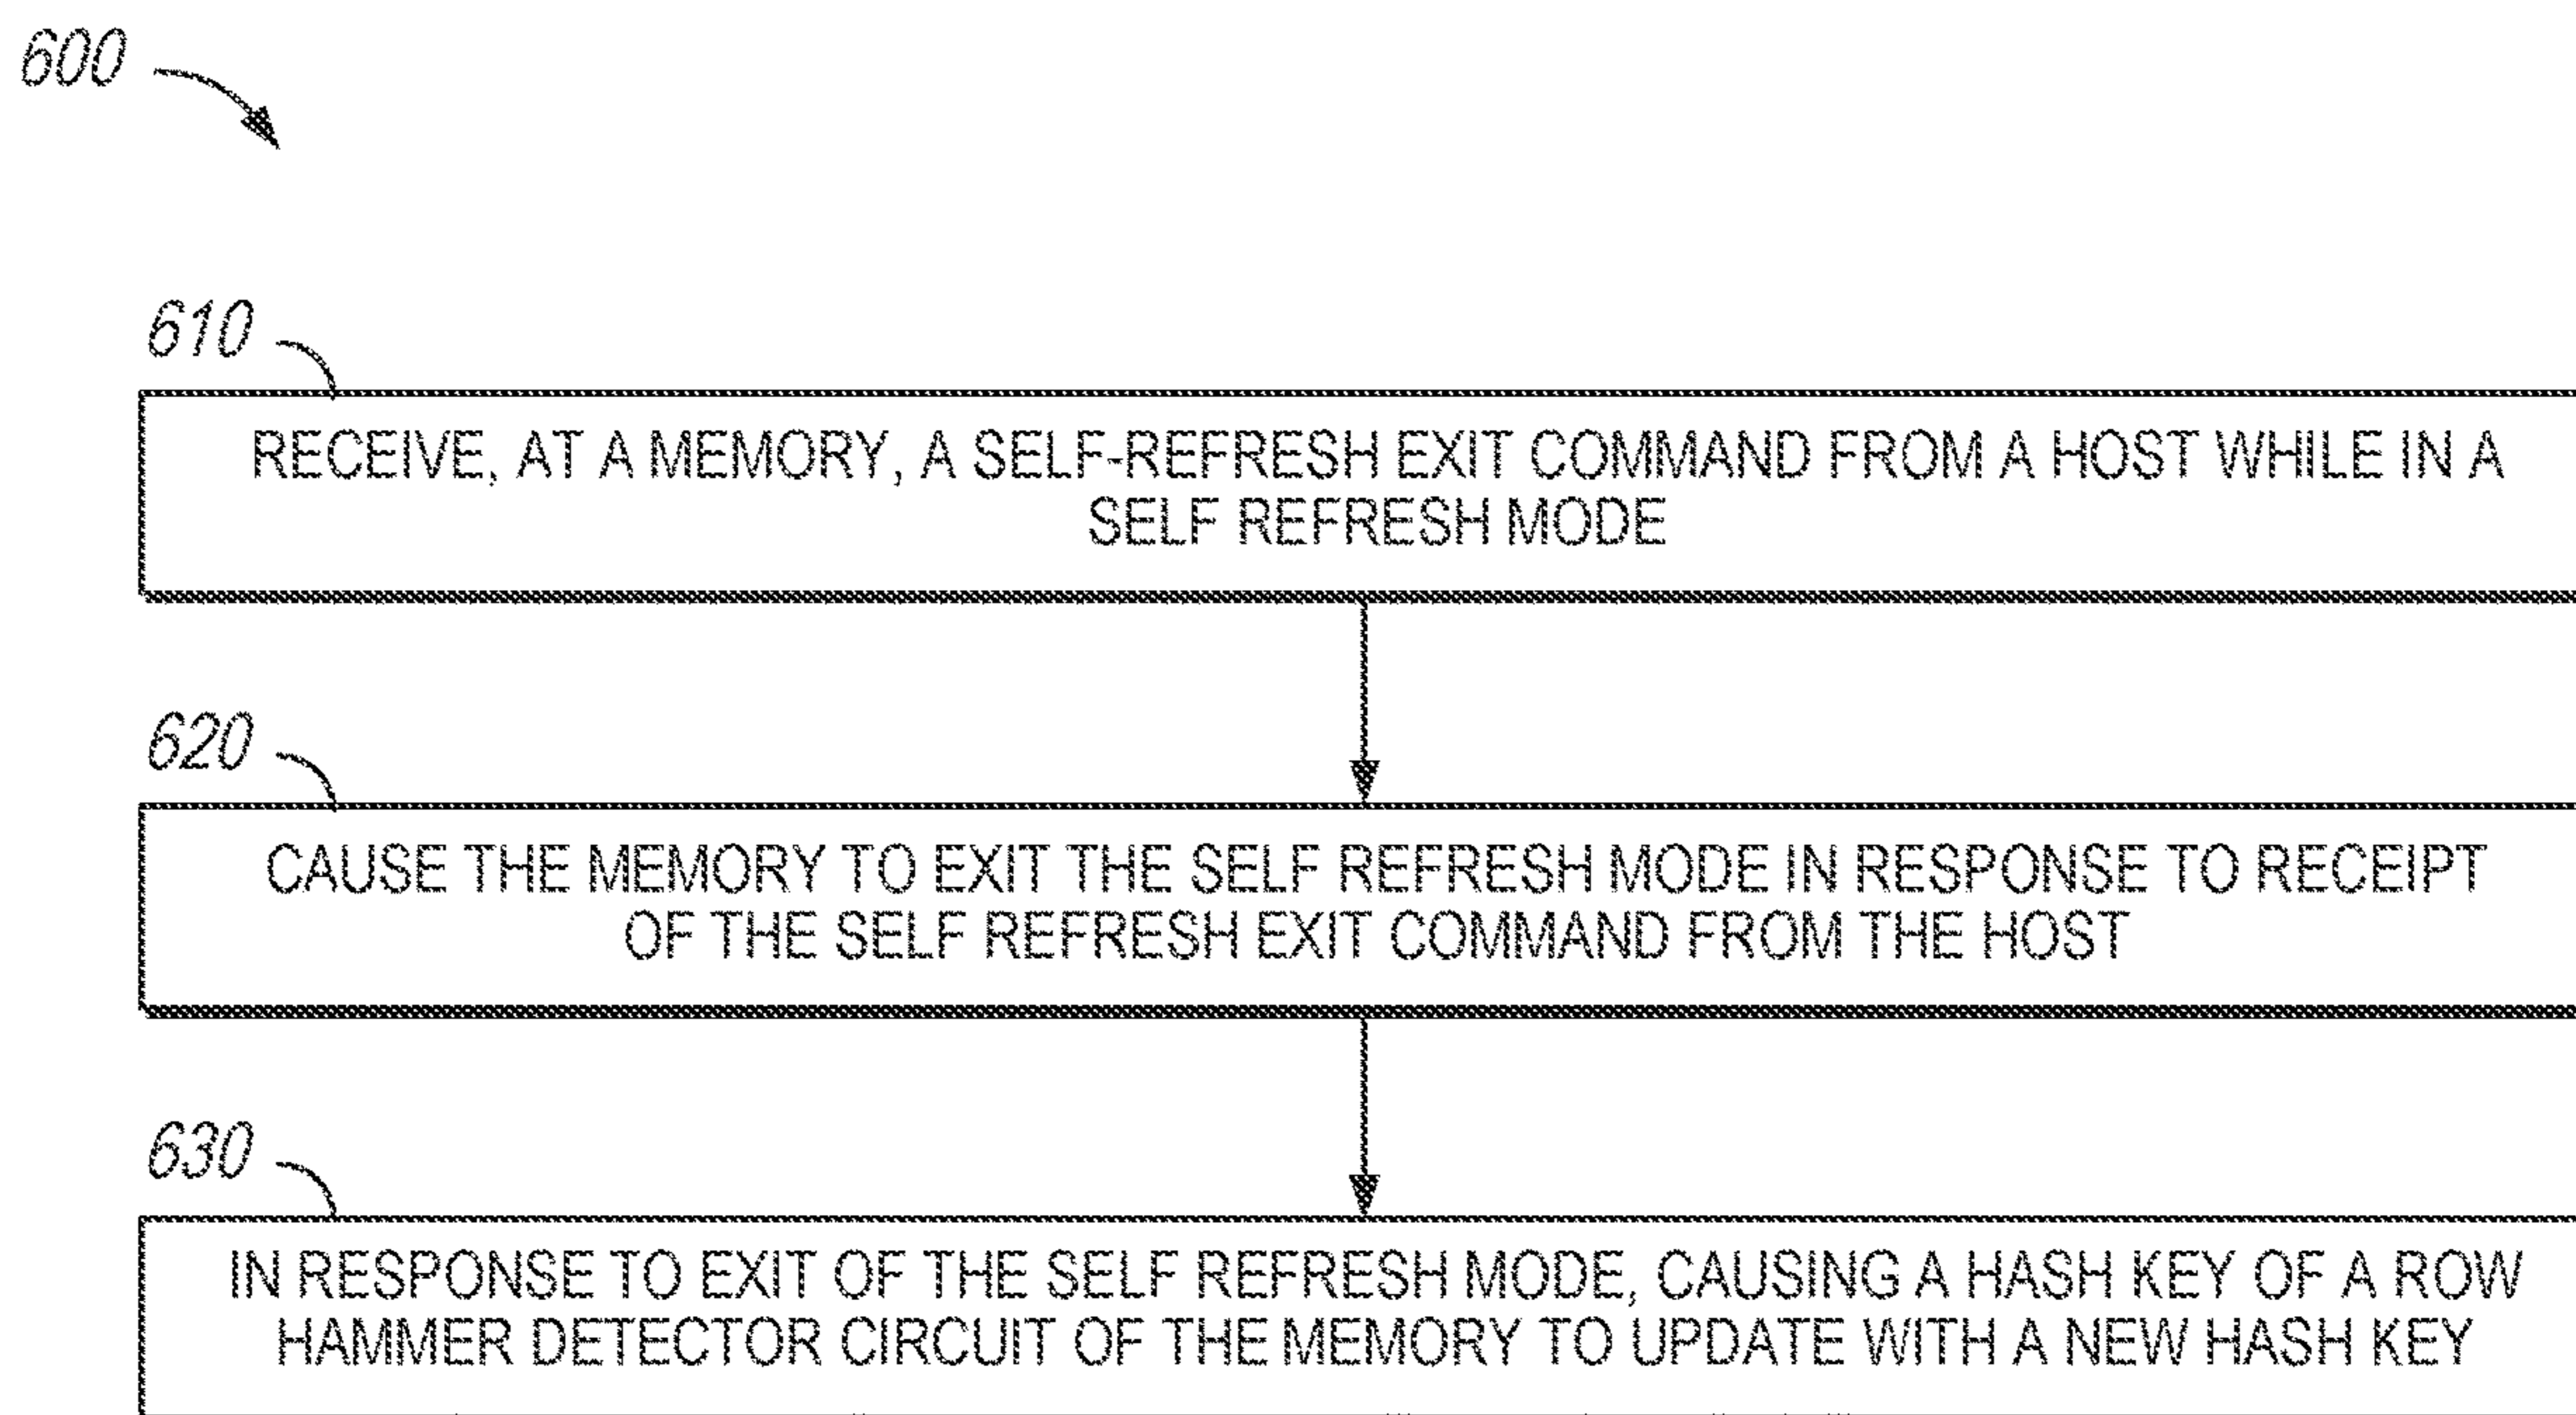 600
610
RECEIVE, AT A MEMORY, A SELF-REFRESH EXIT COMMAND FROM A HOST WHILE IN A
SELF REFRESH MODE
620
CAUSE THE MEMORY TO EXIT THE SELF REFRESH MODE IN RESPONSE TO RECEIPT
OF THE SELF REFRESH EXIT COMMAND FROM THE HOST
630
IN RESPONSE TO EXIT OF THE SELF REFRESH MODE, CAUSING A HASH KEY OF A ROW
HAMMER DETECTOR CIRCUIT OF THE MEMORY TO UPDATE WITH A NEW HASH KEY